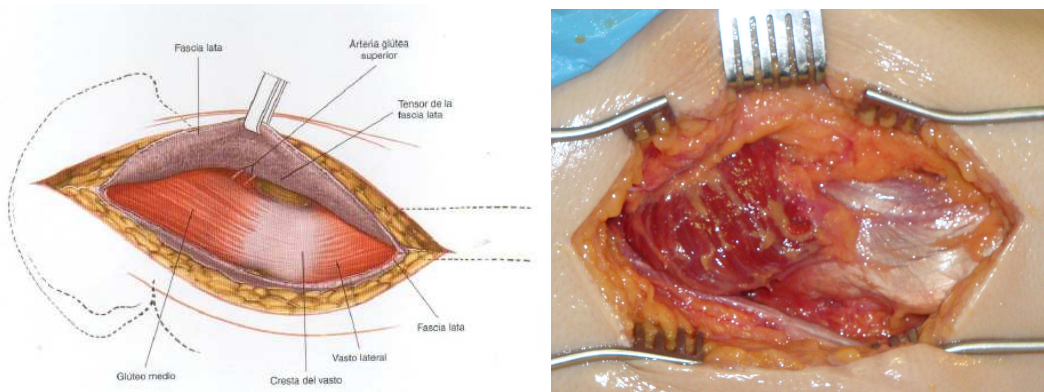 Fascia lata
Arteria glútea
superior
Tensor de la
fascia lata
Fascia lata
Vasto lateral
Glúteo medio
Cresta del vasto